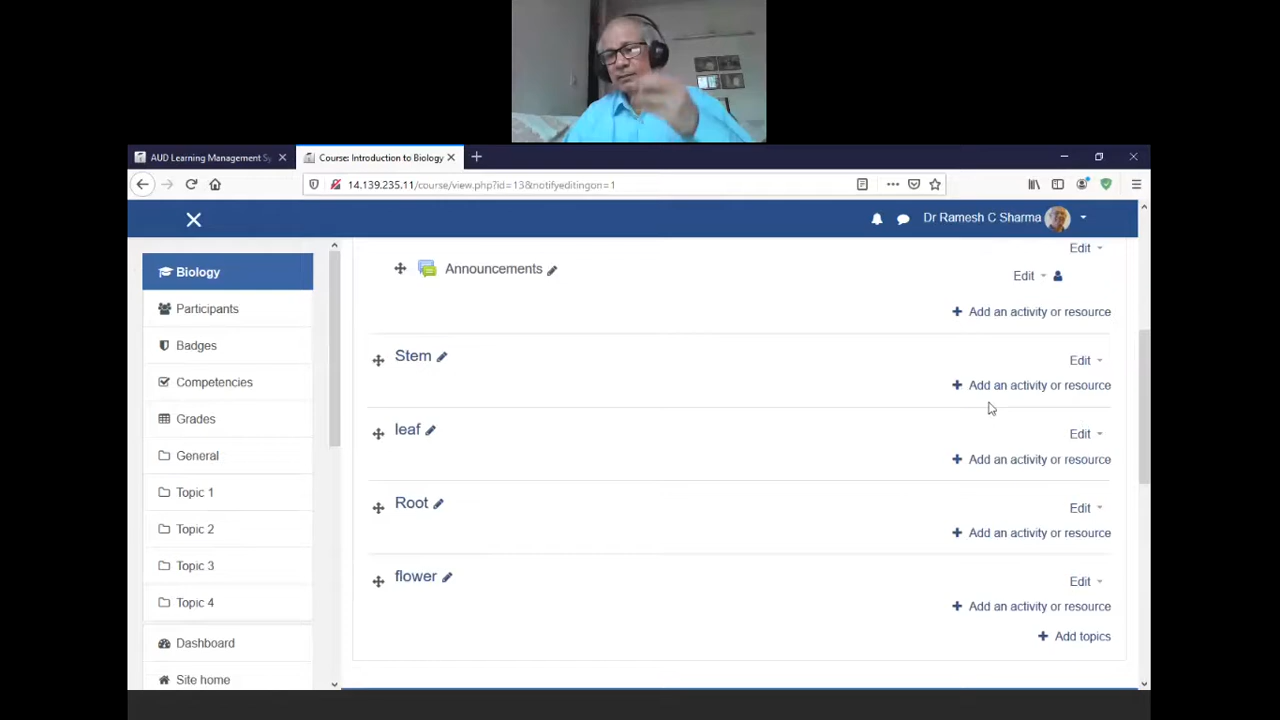 AUD Learning Management Sy
Course: Introduction to Biology
14.139.235.11/course/view.php?id=13&notifyeditingon=1
Dr Ramesh C Sharma
Biology
Participants
Badges
Competencies
Grades
General
Topic 1
Topic 2
Topic 3
Topic 4
Dashboard
Site home
Edit
Announcements
Edit
Add an activity or resource
Stem
Edit
Add an activity or resource
leaf
Edit
Add an activity or resource
Root
Edit
Add an activity or resource
flower
Edit
Add an activity or resource
Add topics